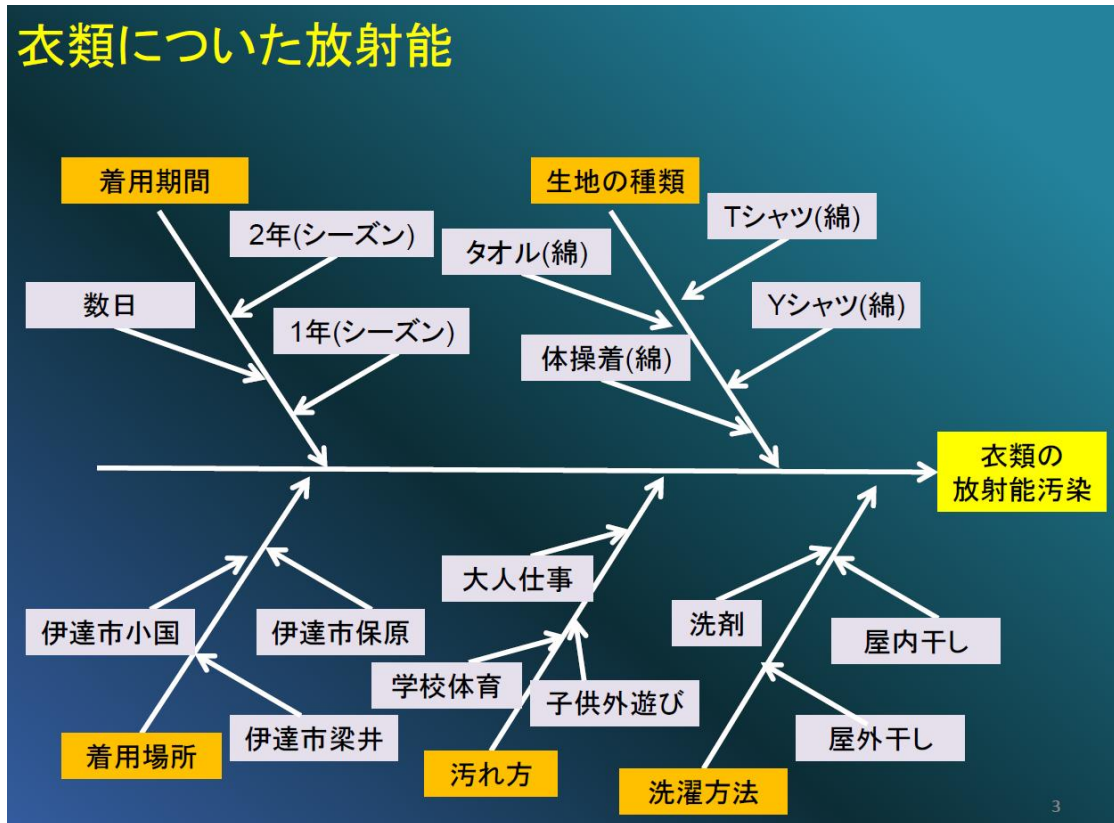 衣類についた放射能
着用期間
生地の種類
2年(シーズン)
Tシャツ(綿)
タオル(綿)
数日
1年(シーズン)
Yシャツ(綿)
体操着(綿)
衣類の
放射能汚染
大人仕事
伊達市小国
伊達市保原
洗剤
屋内干し
学校体育
子供外遊び
伊達市梁井
屋外干し
着用場所
汚れ方
洗濯方法
3